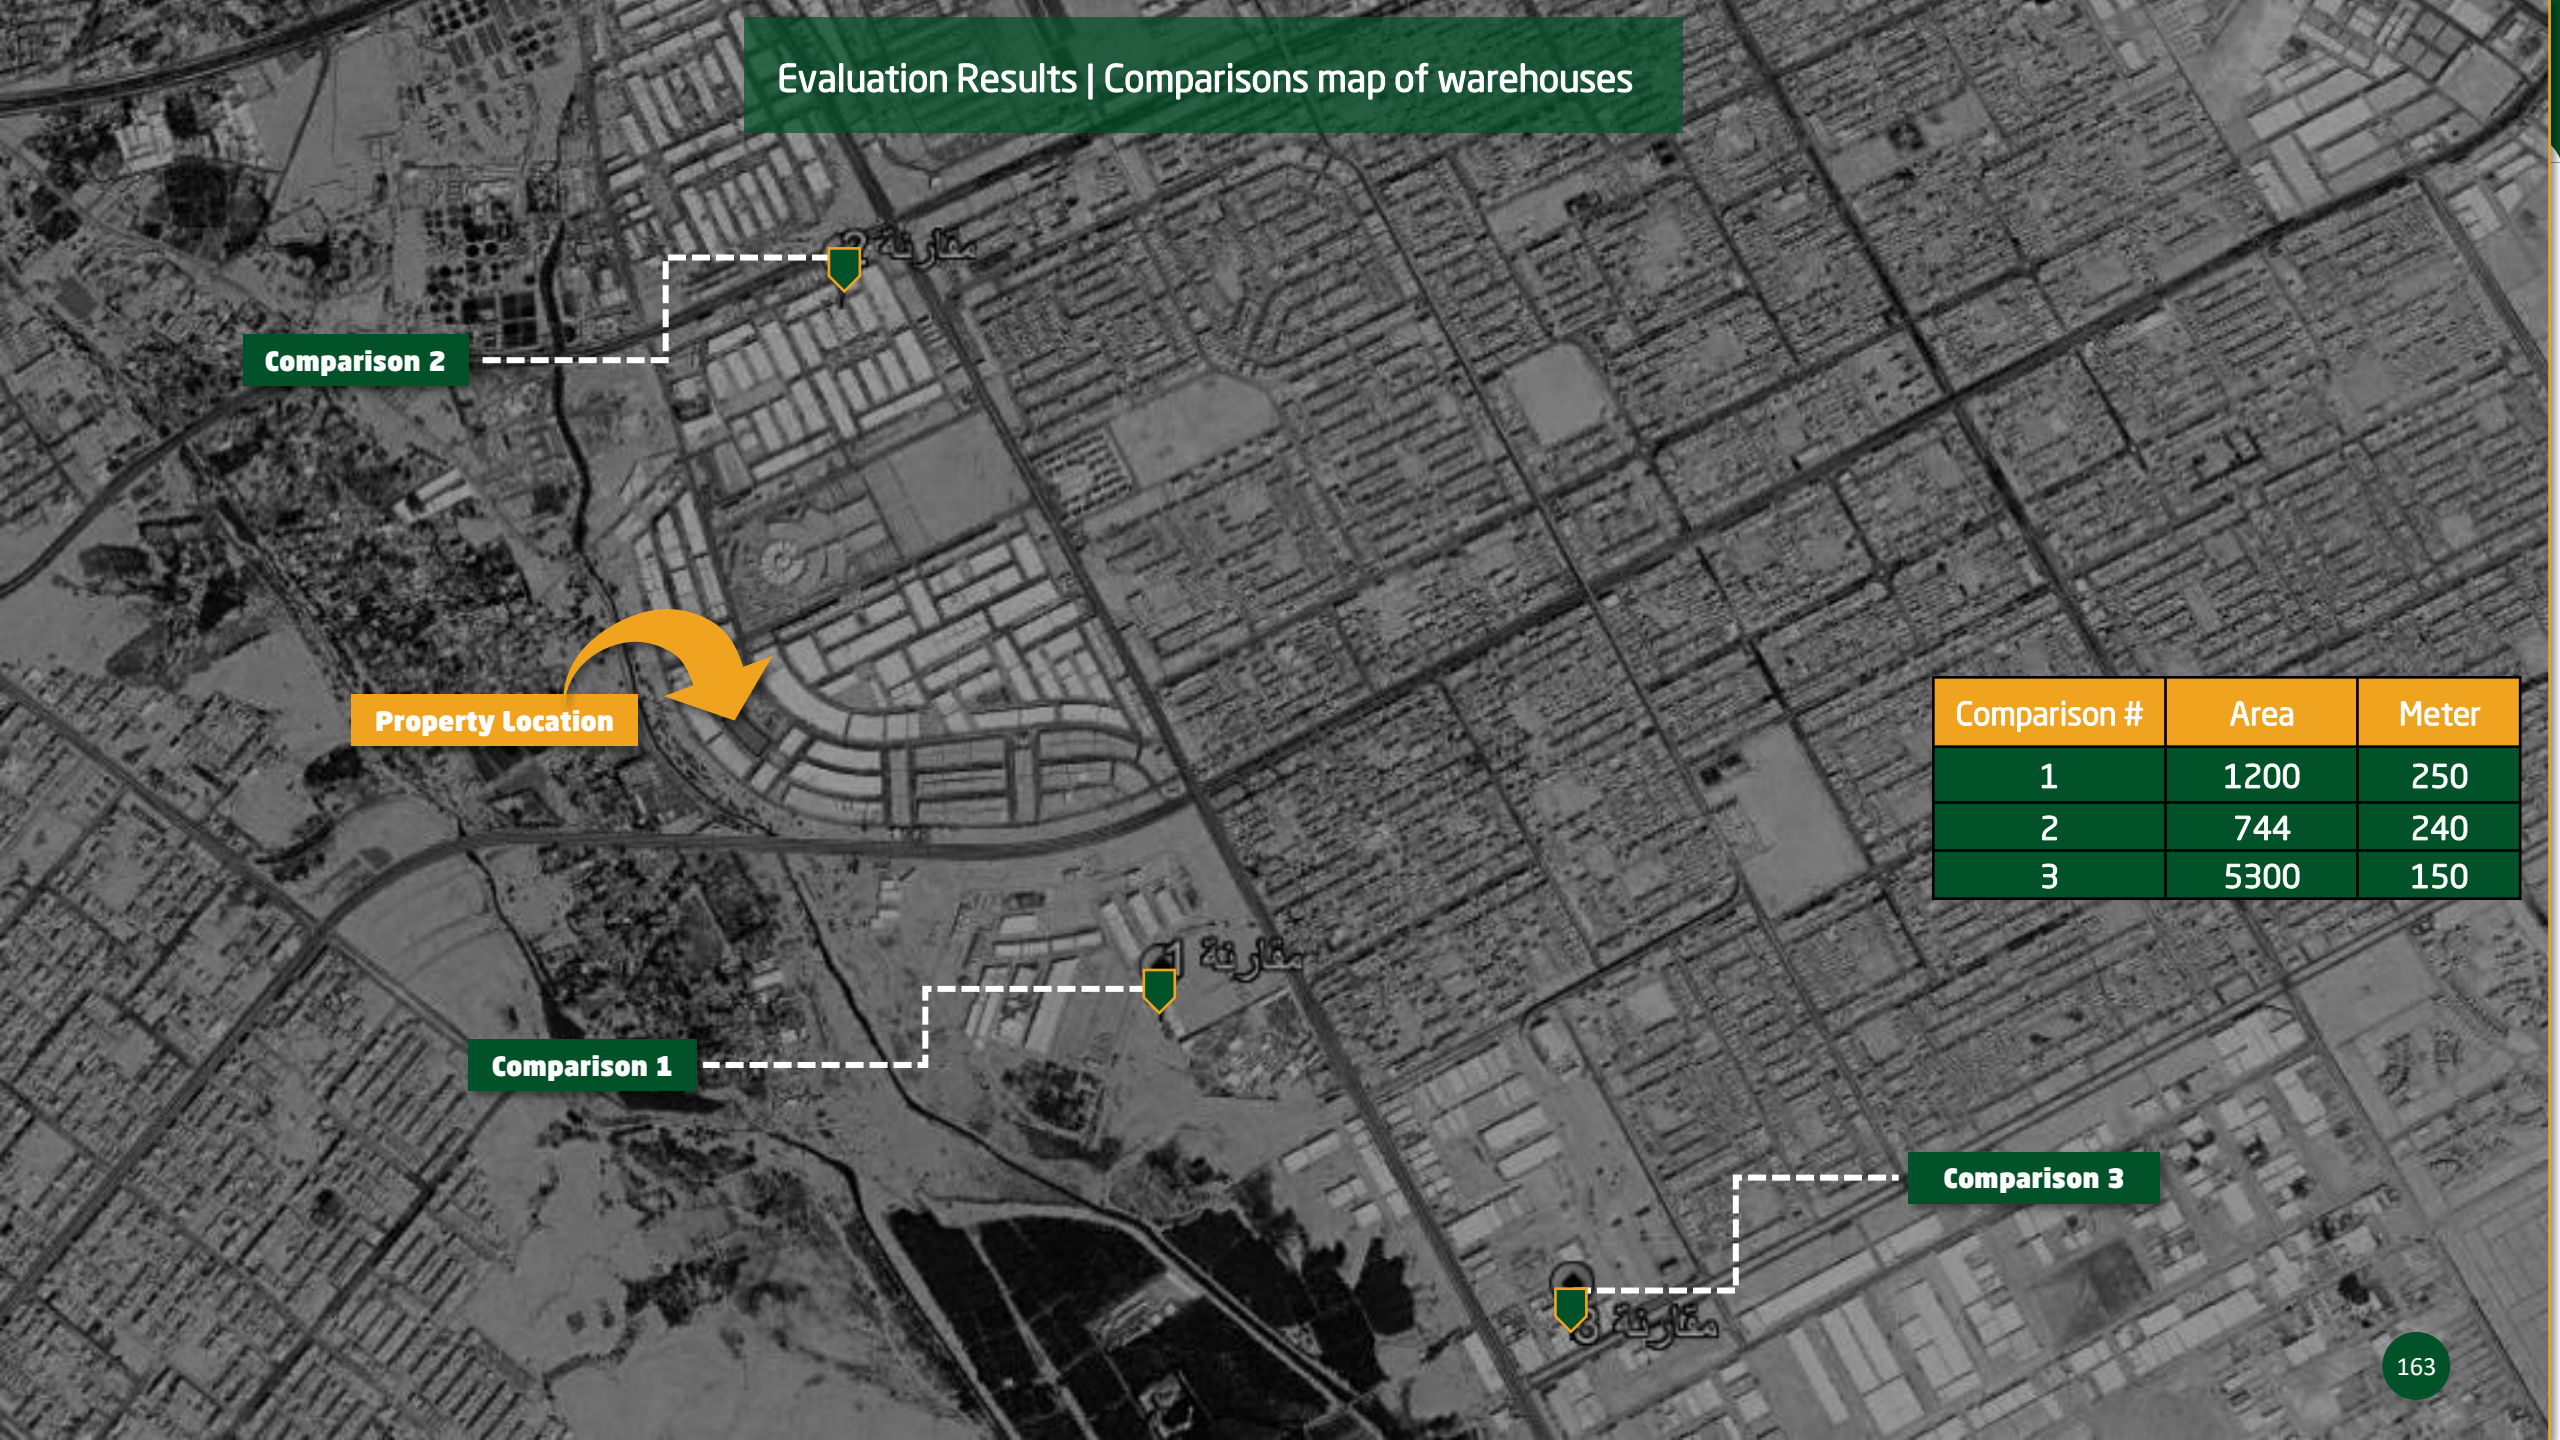 Evaluation Results | Comparisons map of warehouses
مقارنة 2
Comparison 2
Property Location
Comparison # Area Meter
1 1200 250
2 744 240
3 5300 150
مقارنة 1
Comparison 1
Comparison 3
مقارنة 3
163